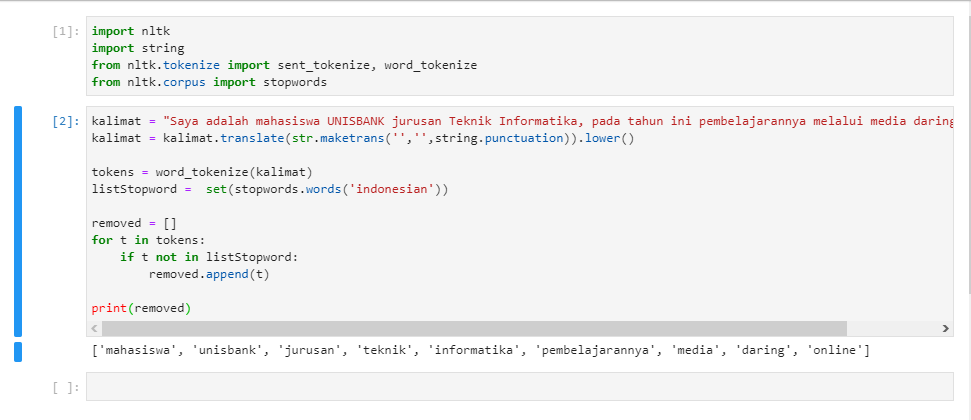 [1]: import nltk
import string
from nltk.tokenize import sent_tokenize, word_tokenize
from nltk.corpus import stopwords
[2]: kalimat = "Saya adalah mahasiswa UNISBANK jurusan Teknik Informatika, pada tahun ini pembelajarannya melalui media daring
kalimat = kalimat.translate(str.maketrans('','',string.punctuation)).lower()
tokens = word_tokenize(kalimat)
listStopword =  set(stopwords.words('indonesian'))
removed = []
for t in tokens:
    if t not in listStopword:
        removed.append(t)
print(removed)
['mahasiswa', 'unisbank', 'jurusan', 'teknik', 'informatika', 'pembelajarannya', 'media', 'daring', 'online']
[ ]: